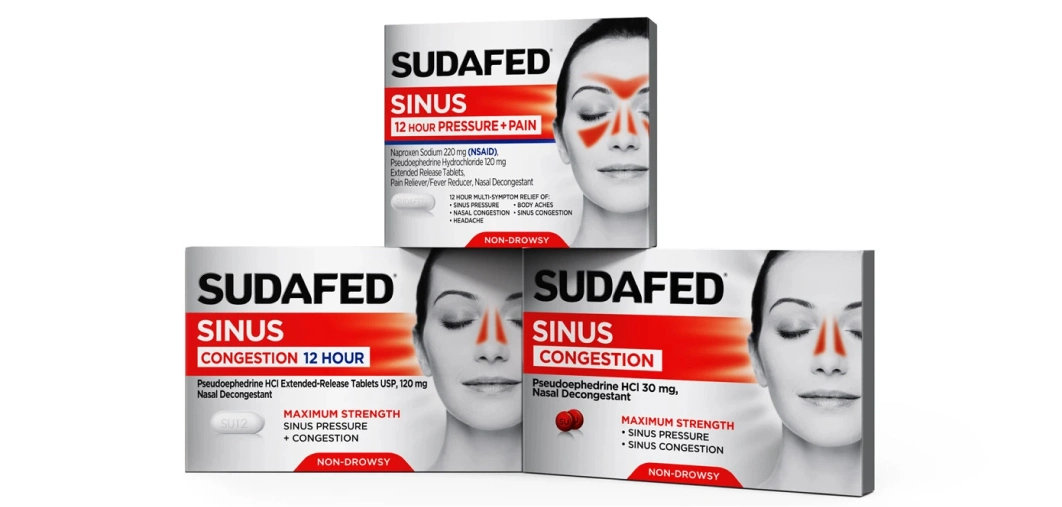 SUDAFED®
SINUS
12 HOUR PRESSURE + PAIN
Naproxen Sodium 220 mg (NSAID),
Pseudoephedrine Hydrochloride 120 mg
Extended Release Tablets,
Pain Reliever/Fever Reducer, Nasal Decongestant
12 HOUR MULTI-SYMPTOM RELIEF OF:
• SINUS PRESSURE • BODY ACHES
• NASAL CONGESTION • SINUS CONGESTION
• HEADACHE
NON-DROWSY
SUDAFED®
SINUS
CONGESTION 12 HOUR
Pseudoephedrine HCl Extended-Release Tablets USP, 120 mg
Nasal Decongestant
SU12
MAXIMUM STRENGTH
SINUS PRESSURE
+ CONGESTION
NON-DROWSY
SUDAFED®
SINUS
CONGESTION
Pseudoephedrine HCl 30 mg,
Nasal Decongestant
MAXIMUM STRENGTH
• SINUS PRESSURE
• SINUS CONGESTION
NON-DROWSY